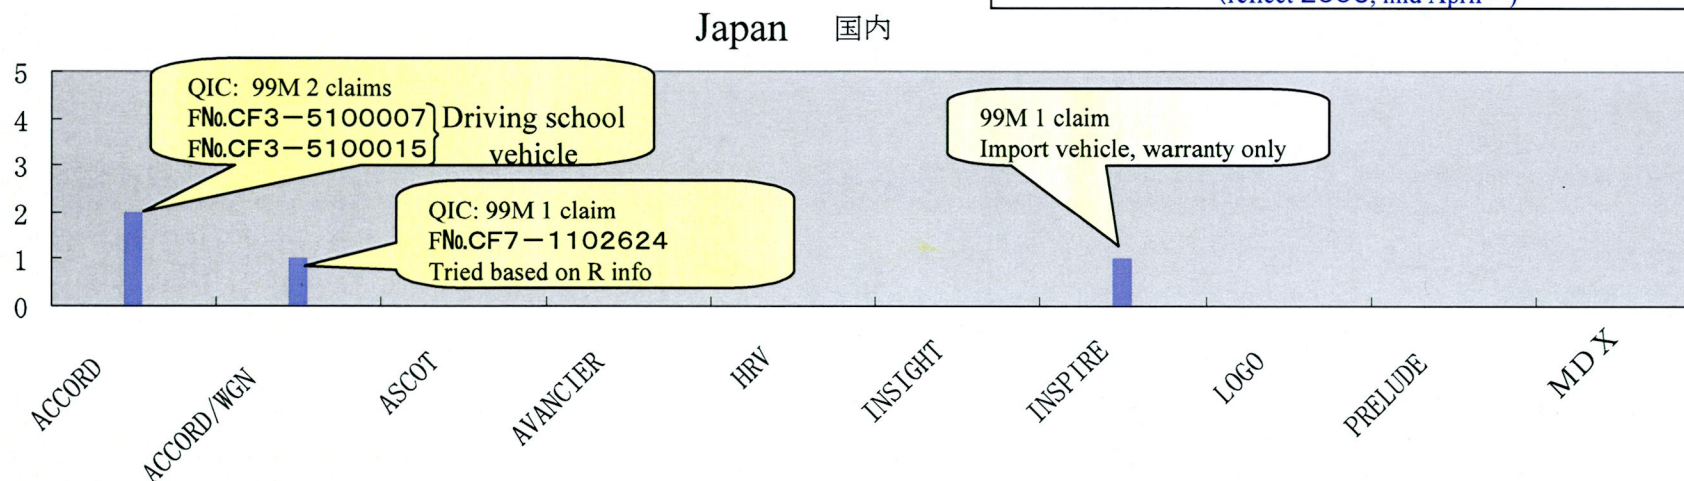 Japan 国内
5
4
3
2
1
0
QIC: 99M 2 claims
FNo.CF3-5100007
FNo.CF3-5100015
Driving school
vehicle
QIC: 99M 1 claim
FNo.CF7-1102624
Tried based on R info
99M 1 claim
Import vehicle, warranty only
ACCORD
ACCORD/WGN
ASCOT
AVANCIER
HRV
INSIGHT
INSPIRE
LOGO
PRELUDE
MDX